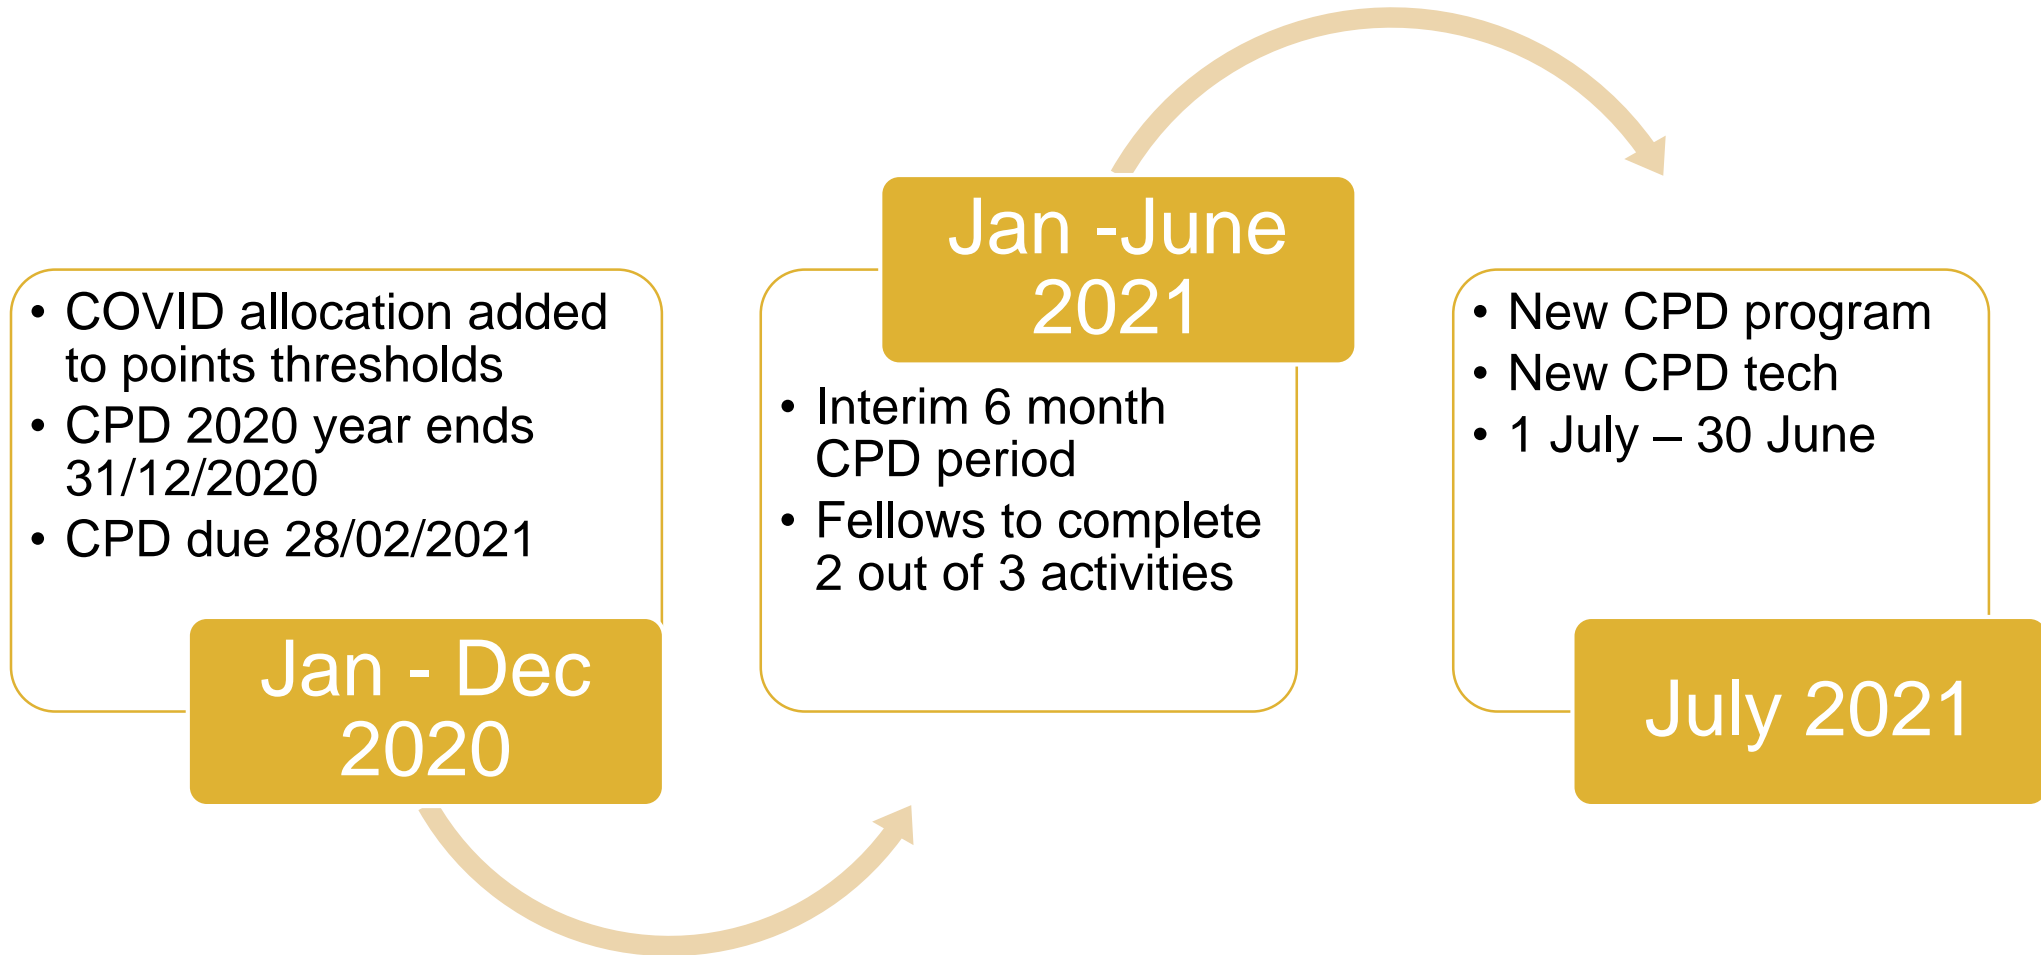 • COVID allocation added
to points thresholds
• CPD 2020 year ends
31/12/2020
• CPD due 28/02/2021
Jan - Dec
2020
Jan -June
2021
• Interim 6 month
CPD period
• Fellows to complete
2 out of 3 activities
• New CPD program
• New CPD tech
• 1 July – 30 June
July 2021